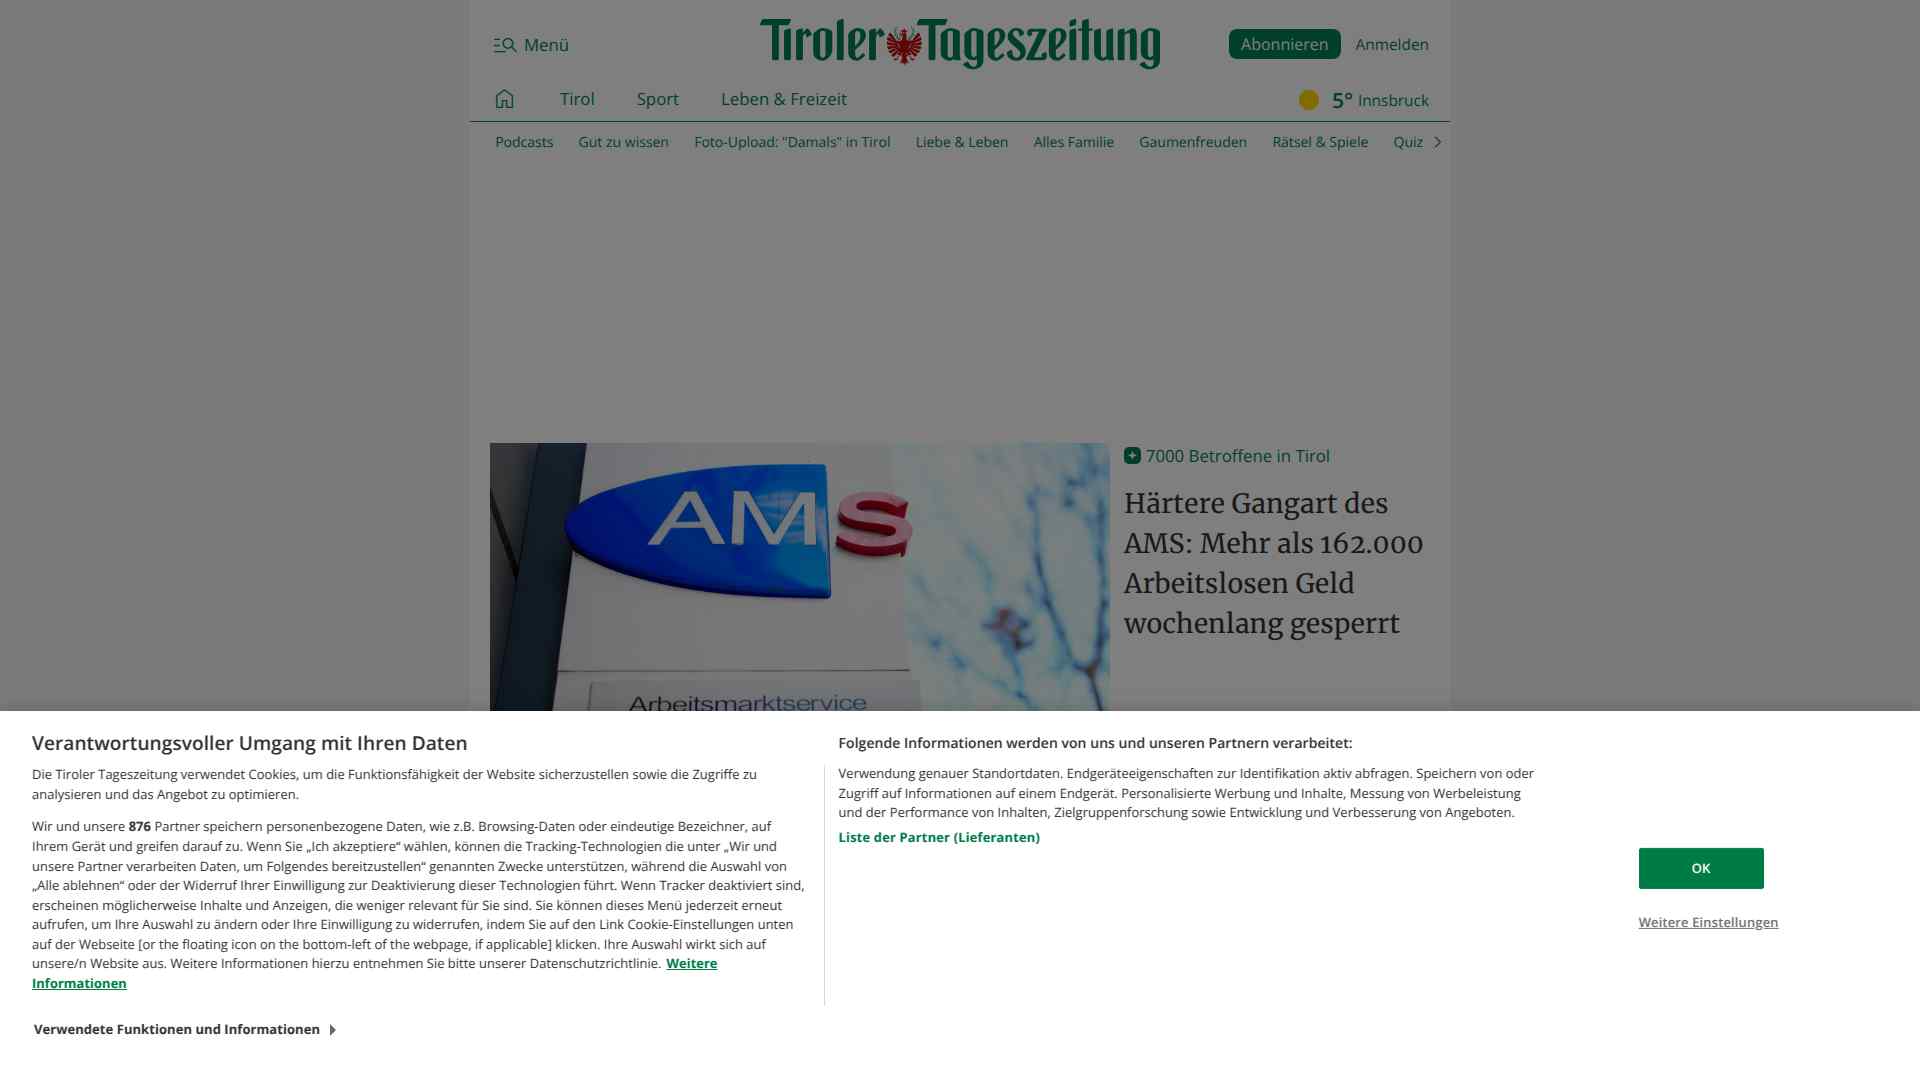 Menü
Tiroler Tageszeitung
Abonnieren
Anmelden
Tirol
Sport
Leben & Freizeit
5° Innsbruck
Podcasts
Gut zu wissen
Foto-Upload: "Damals" in Tirol
Liebe & Leben
Alles Familie
Gaumenfreuden
Rätsel & Spiele
Quiz
AMS
Arbeitsmarktservice
7000 Betroffene in Tirol
Härtere Gangart des
AMS: Mehr als 162.000
Arbeitslosen Geld
wochenlang gesperrt
Verantwortungsvoller Umgang mit Ihren Daten
Die Tiroler Tageszeitung verwendet Cookies, um die Funktionsfähigkeit der Website sicherzustellen sowie die Zugriffe zu
analysieren und das Angebot zu optimieren.
Wir und unsere 876 Partner speichern personenbezogene Daten, wie z.B. Browsing-Daten oder eindeutige Bezeichner, auf
Ihrem Gerät und greifen darauf zu. Wenn Sie „Ich akzeptiere“ wählen, können die Tracking-Technologien die unter „Wir und
unsere Partner verarbeiten Daten, um Folgendes bereitzustellen“ genannten Zwecke unterstützen, während die Auswahl von
„Alle ablehnen“ oder der Widerruf Ihrer Einwilligung zur Deaktivierung dieser Technologien führt. Wenn Tracker deaktiviert sind,
erscheinen möglicherweise Inhalte und Anzeigen, die weniger relevant für Sie sind. Sie können dieses Menü jederzeit erneut
aufrufen, um Ihre Auswahl zu ändern oder Ihre Einwilligung zu widerrufen, indem Sie auf den Link Cookie-Einstellungen unten
auf der Webseite [or the floating icon on the bottom-left of the webpage, if applicable] klicken. Ihre Auswahl wirkt sich auf
unsere/n Website aus. Weitere Informationen hierzu entnehmen Sie bitte unserer Datenschutzrichtlinie. Weitere
Informationen
Verwendete Funktionen und Informationen
Folgende Informationen werden von uns und unseren Partnern verarbeitet:
Verwendung genauer Standortdaten. Endgeräteeigenschaften zur Identifikation aktiv abfragen. Speichern von oder
Zugriff auf Informationen auf einem Endgerät. Personalisierte Werbung und Inhalte, Messung von Werbeleistung
und der Performance von Inhalten, Zielgruppenforschung sowie Entwicklung und Verbesserung von Angeboten.
Liste der Partner (Lieferanten)
OK
Weitere Einstellungen